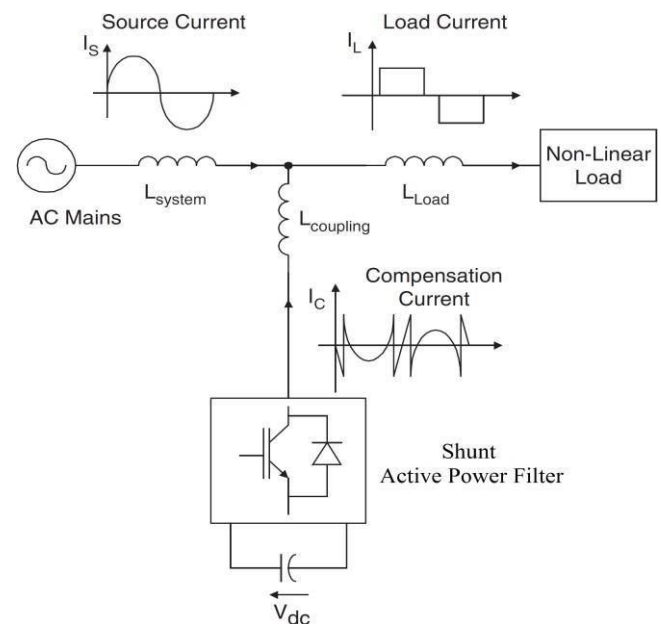 Source Current
Load Current
I_S
I_L
Non-Linear
Load
L_system
L_Load
AC Mains
L_coupling
Compensation
Current
I_C
Shunt
Active Power Filter
V_dc